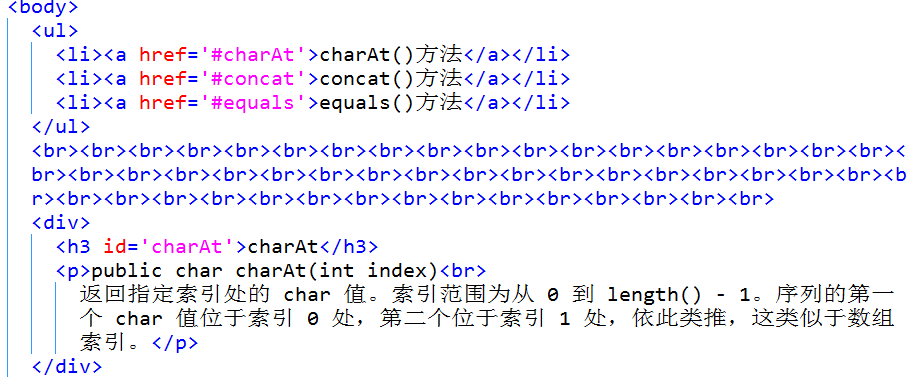 <body>
<ul>
<li><a href='#charAt'>charAt()方法</a></li>
<li><a href='#concat'>concat()方法</a></li>
<li><a href='#equals'>equals()方法</a></li>
</ul>
<br><br><br><br><br><br><br><br><br><br><br><br><br><br><br><br><br><br><
br><br><br><br><br><br><br><br><br><br><br><br><br><br><br><br><br><br><b
r><br><br><br><br><br><br><br><br><br><br><br><br><br><br><br>
<div>
<h3 id='charAt'>charAt</h3>
<p>public char charAt(int index)<br>
返回指定索引处的 char 值。索引范围为从 0 到 length() - 1。序列的第一
个 char 值位于索引 0 处，第二个位于索引 1 处，依此类推，这类似于数组
索引。</p>
</div>